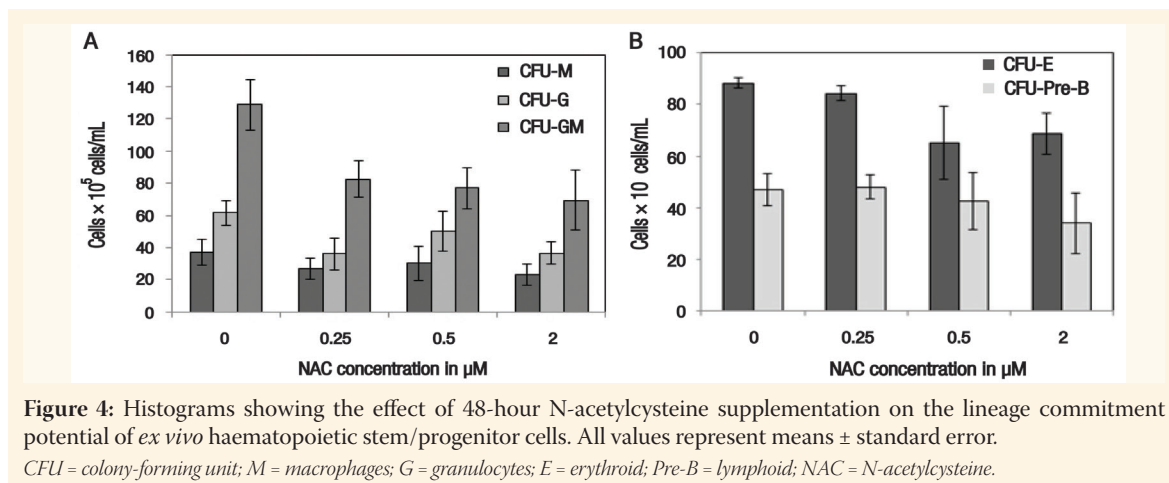 A
160
140
120
100
80
60
40
20
0
Cells × 10⁵ cells/mL
CFU-M
CFU-G
CFU-GM
0 0.25 0.5 2
NAC concentration in µM
B
100
80
60
40
20
0
Cells × 10 cells/mL
CFU-E
CFU-Pre-B
0 0.25 0.5 2
NAC concentration in µM
Figure 4: Histograms showing the effect of 48-hour N-acetylcysteine supplementation on the lineage commitment
potential of ex vivo haematopoietic stem/progenitor cells. All values represent means ± standard error.
CFU = colony-forming unit; M = macrophages; G = granulocytes; E = erythroid; Pre-B = lymphoid; NAC = N-acetylcysteine.